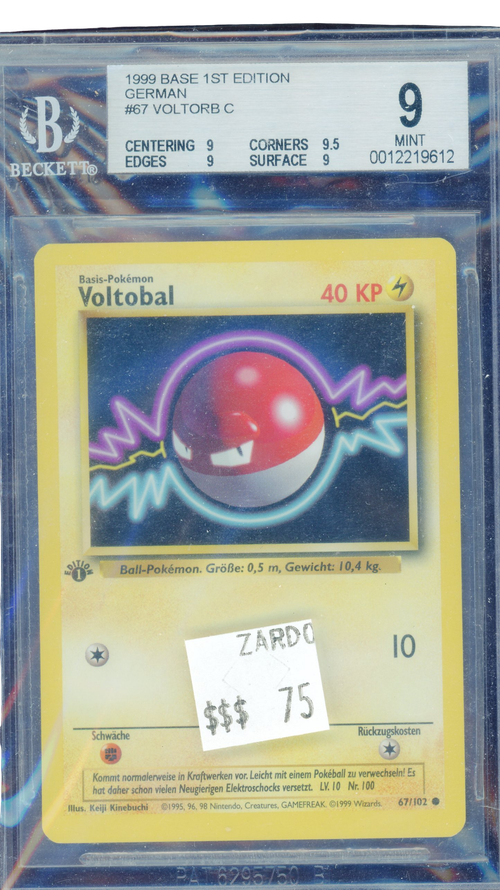 1999 BASE 1ST EDITION
GERMAN
#67 VOLTORB C
CENTERING 9 CORNERS 9.5
EDGES 9 SURFACE 9
9
MINT
0012219612
B
BECKETT®
Basis-Pokémon
Voltobal 40 KP
EDITION
1
Ball-Pokémon. Größe: 0,5 m, Gewicht: 10,4 kg.
10
ZARDO
$$$ 75
Schwäche Rückzugskosten
Kommt normalerweise in Kraftwerken vor. Leicht mit einem Pokéball zu verwechseln! Es
hat daher schon vielen Neugierigen Elektroschocks versetzt. LV. 10 Nr. 100
Illus. Keiji Kinebuchi ©1995, 96, 98 Nintendo, Creatures, GAMEFREAK. ©1999 Wizards. 67/102